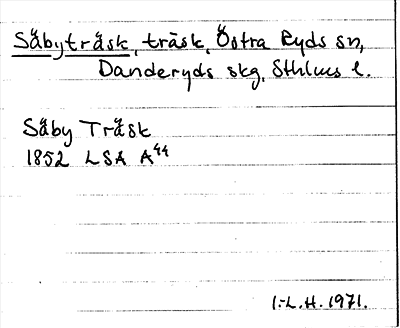 Såbyträsk, träsk, Östra Ryds sn,
Danderyds skg, Sthlms l.
Såby Träsk
1852 LSA A44
I.-L.H. 1971.